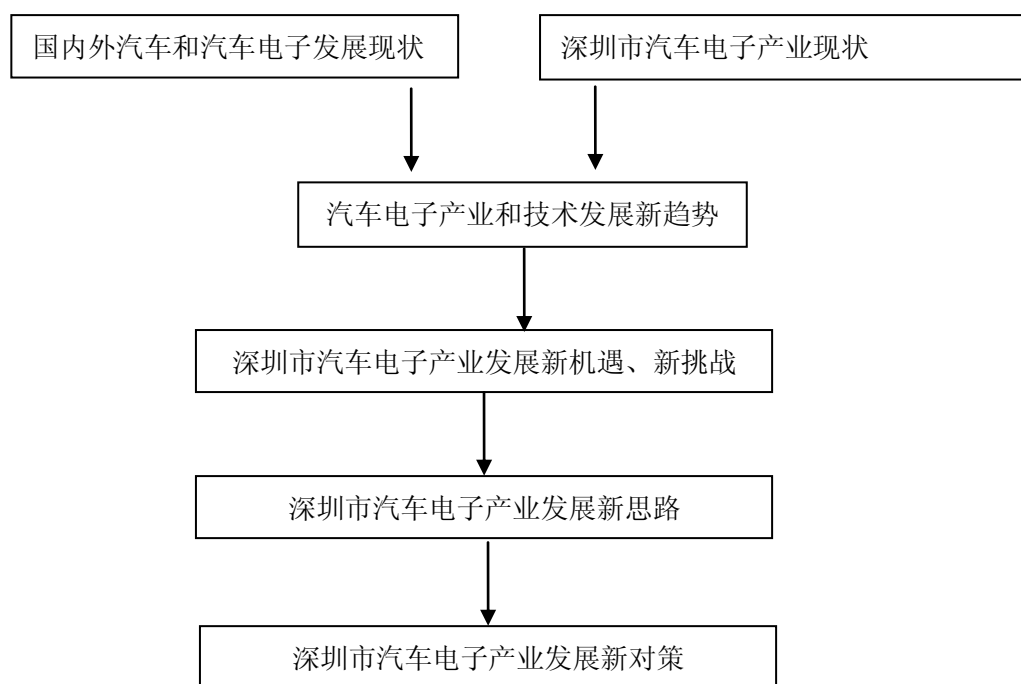 国内外汽车和汽车电子发展现状
深圳市汽车电子产业现状
汽车电子产业和技术发展新趋势
深圳市汽车电子产业发展新机遇、新挑战
深圳市汽车电子产业发展新思路
深圳市汽车电子产业发展新对策